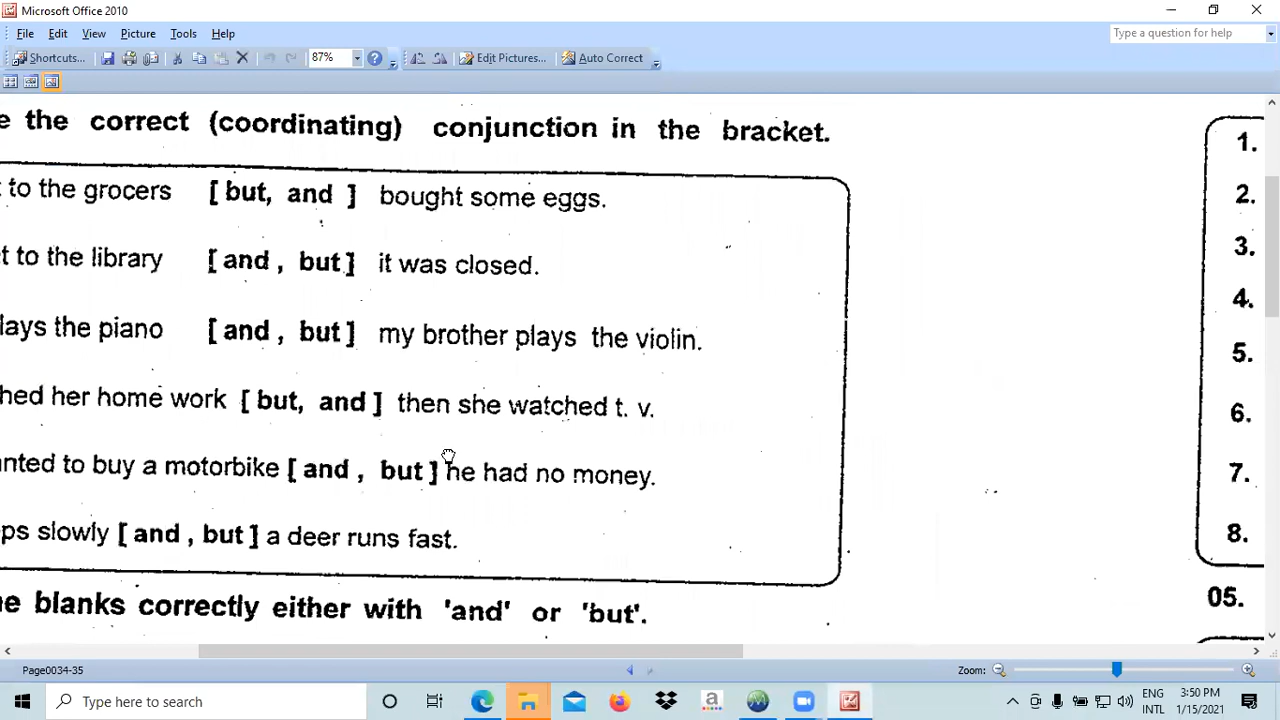 Microsoft Office 2010
File Edit View Picture Tools Help
Type a question for help
Shortcuts... 87% Edit Pictures... Auto Correct
e the correct (coordinating) conjunction in the bracket.
1.
t to the grocers [ but, and ] bought some eggs.
2.
3.
t to the library [ and , but ] it was closed.
4.
lays the piano [ and , but ] my brother plays the violin.
5.
hed her home work [ but, and ] then she watched t. v.
6.
anted to buy a motorbike [ and , but ] he had no money.
7.
ps slowly [ and , but ] a deer runs fast.
8.
e blanks correctly either with 'and' or 'but'.
05.
Page0034-35
Zoom:
Type here to search
a
ENG
INTL
3:50 PM
1/15/2021